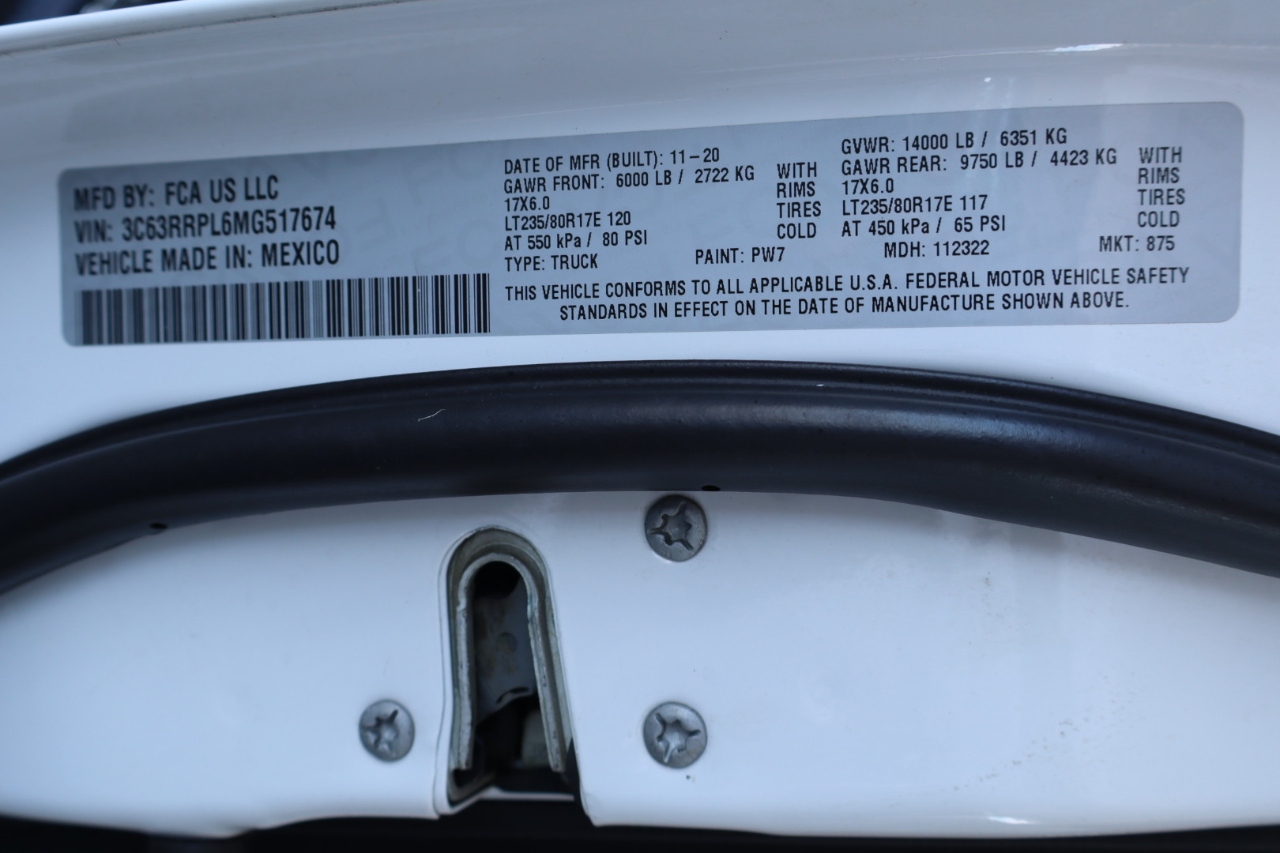 MFD BY: FCA US LLC
VIN: 3C63RRPL6MG517674
VEHICLE MADE IN: MEXICO
DATE OF MFR (BUILT): 11-20
GAWR FRONT: 6000 LB / 2722 KG WITH
17X6.0 RIMS
LT235/80R17E 120 TIRES
AT 550 kPa / 80 PSI COLD
TYPE: TRUCK PAINT: PW7
GVWR: 14000 LB / 6351 KG
GAWR REAR: 9750 LB / 4423 KG WITH
17X6.0 RIMS
LT235/80R17E 117 TIRES
AT 450 kPa / 65 PSI COLD
MDH: 112322 MKT: 875
THIS VEHICLE CONFORMS TO ALL APPLICABLE U.S.A. FEDERAL MOTOR VEHICLE SAFETY
STANDARDS IN EFFECT ON THE DATE OF MANUFACTURE SHOWN ABOVE.